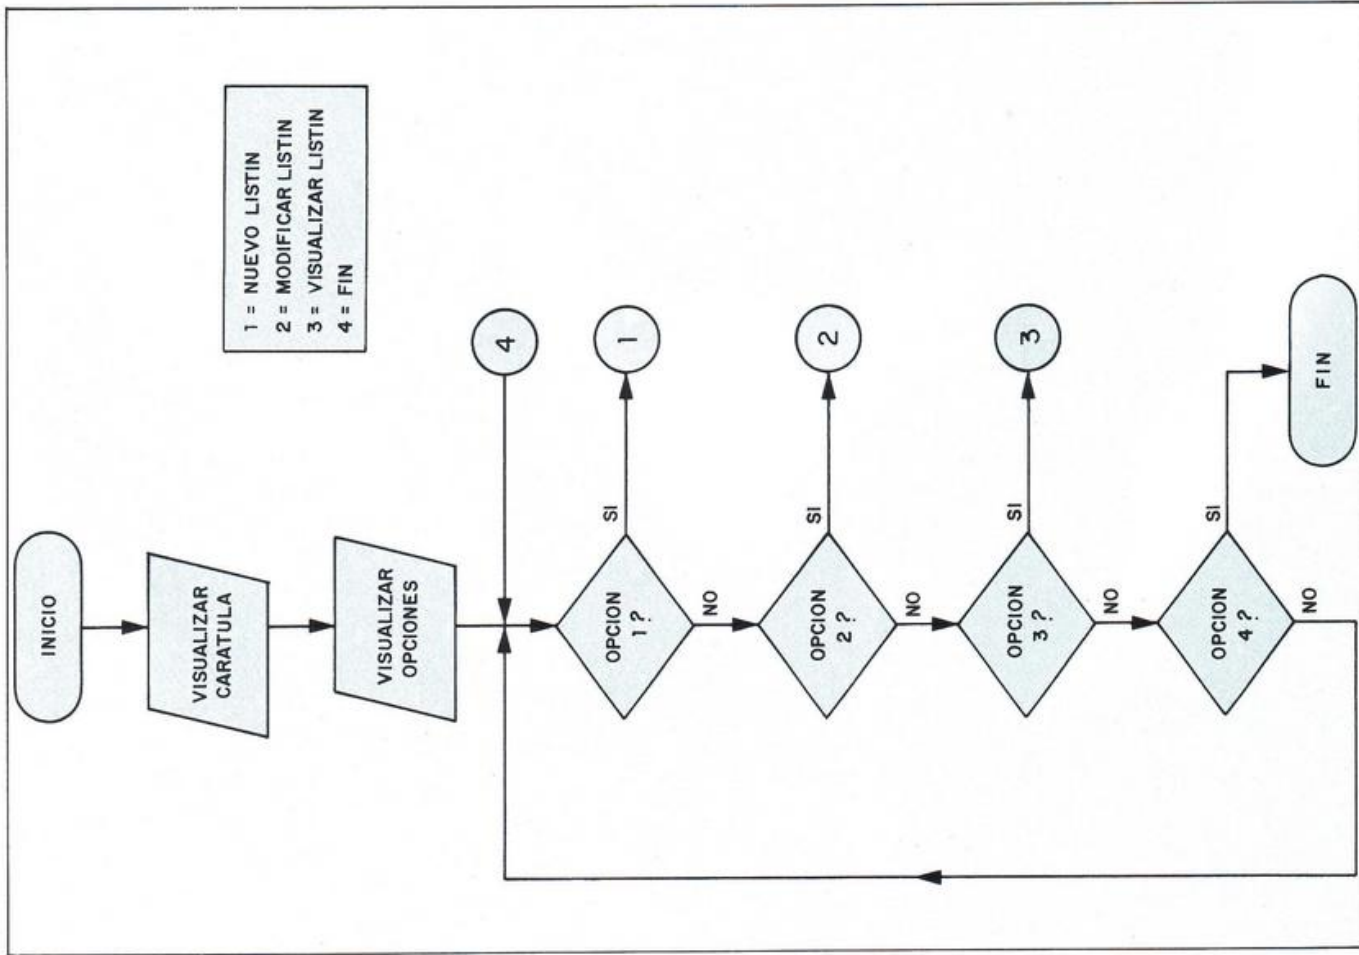 INICIO
VISUALIZAR
CARATULA
VISUALIZAR
OPCIONES
1 = NUEVO LISTIN
2 = MODIFICAR LISTIN
3 = VISUALIZAR LISTIN
4 = FIN
4
OPCION
1?
SI
1
NO
OPCION
2?
SI
2
NO
OPCION
3?
SI
3
NO
OPCION
4?
SI
NO
FIN